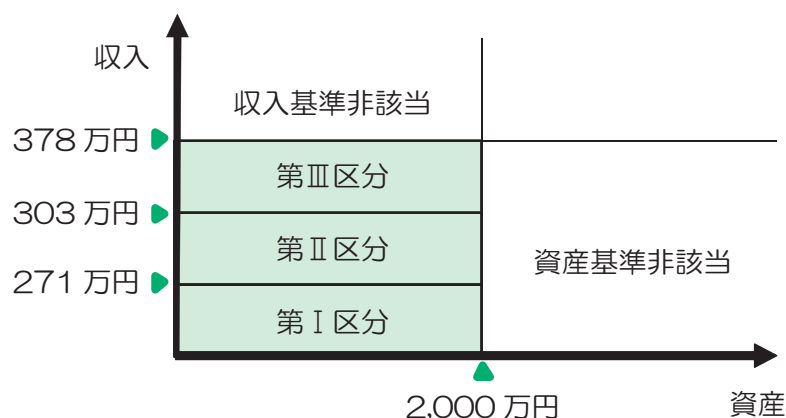 収入
収入基準非該当
378 万円
第Ⅲ区分
303 万円
第Ⅱ区分
資産基準非該当
271 万円
第Ⅰ区分
2,000 万円
資産